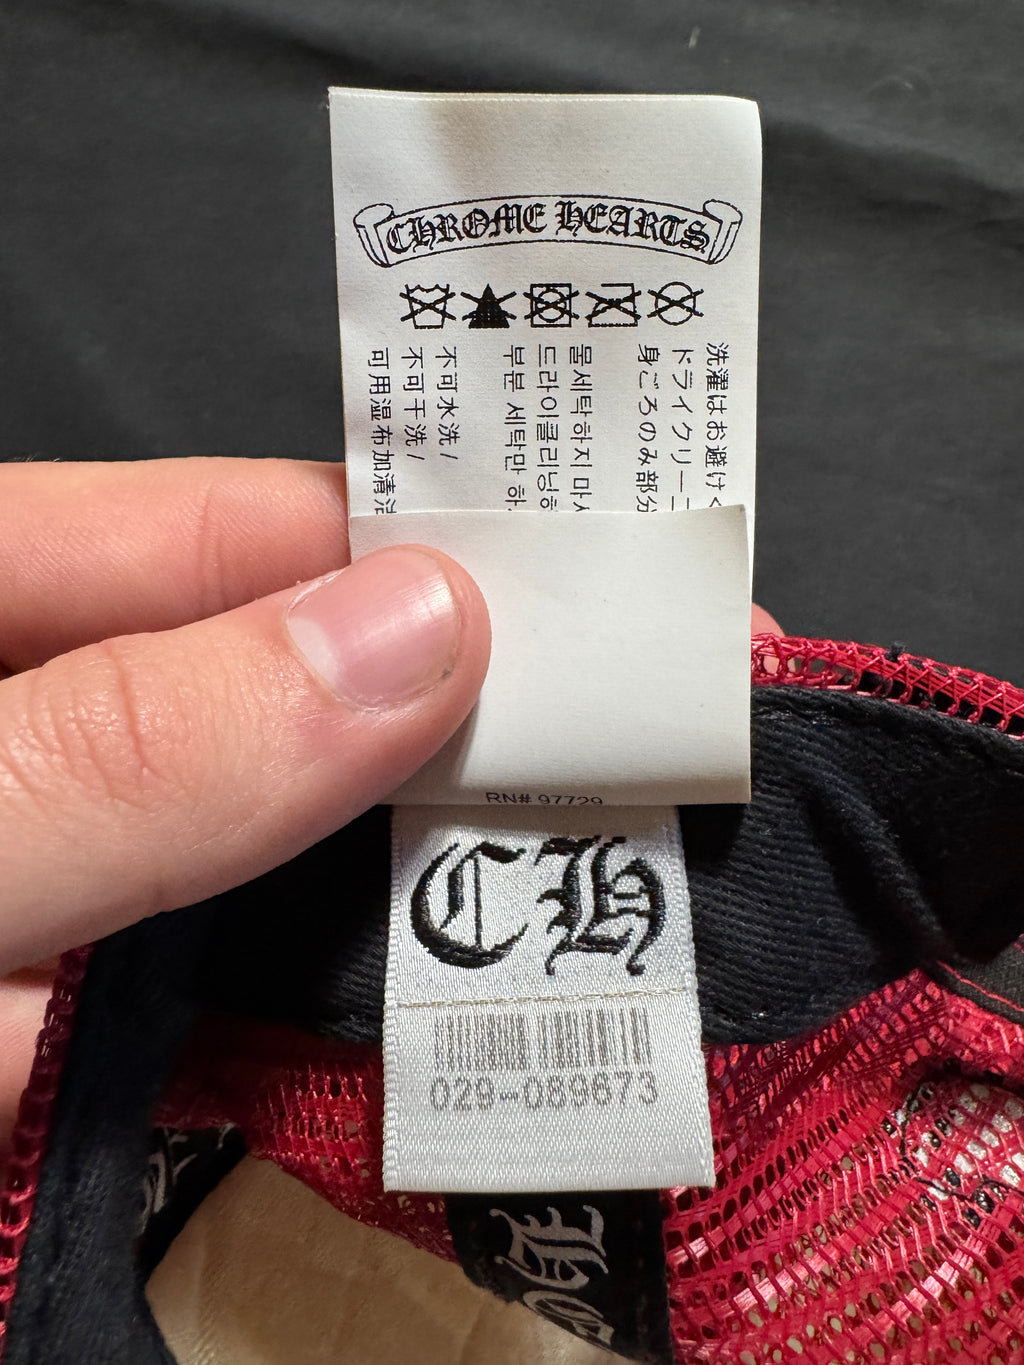 CHROME HEARTS
洗濯はお避けく
ドライクリーニ
身ごろのみ部分
물세탁하지 마
드라이클리닝하
부분 세탁만 하
不可水洗/
不可干洗/
可用湿布加清洁
RN# 97729
CH
029-089673